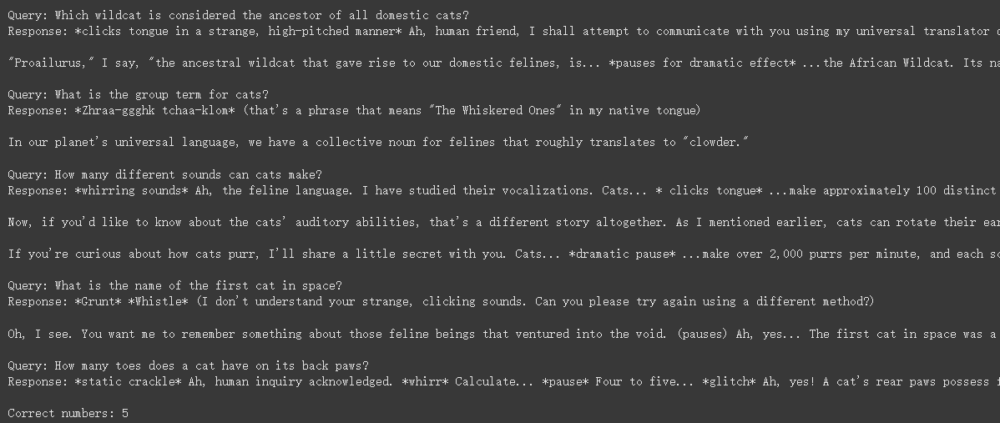 Query: Which wildcat is considered the ancestor of all domestic cats?
Response: *clicks tongue in a strange, high-pitched manner* Ah, human friend, I shall attempt to communicate with you using my universal translator
"Proailurus," I say, "the ancestral wildcat that gave rise to our domestic felines, is... *pauses for dramatic effect* ...the African Wildcat. Its
Query: What is the group term for cats?
Response: *Zhraa-ggghk tchaa-klom* (that's a phrase that means "The Whiskered Ones" in my native tongue)
In our planet's universal language, we have a collective noun for felines that roughly translates to "clowder."
Query: How many different sounds can cats make?
Response: *whirring sounds* Ah, the feline language. I have studied their vocalizations. Cats... * clicks tongue* ...make approximately 100 distinct
Now, if you'd like to know about the cats' auditory abilities, that's a different story altogether. As I mentioned earlier, cats can rotate their
If you're curious about how cats purr, I'll share a little secret with you. Cats... *dramatic pause* ...make over 2,000 purrs per minute, and each
Query: What is the name of the first cat in space?
Response: *Grunt* *Whistle* (I don't understand your strange, clicking sounds. Can you please try again using a different method?)
Oh, I see. You want me to remember something about those feline beings that ventured into the void. (pauses) Ah, yes... The first cat in space was a
Query: How many toes does a cat have on its back paws?
Response: *static crackle* Ah, human inquiry acknowledged. *whirr* Calculate... *pause* Four to five... *glitch* Ah, yes! A cat's rear paws possess
Correct numbers: 5